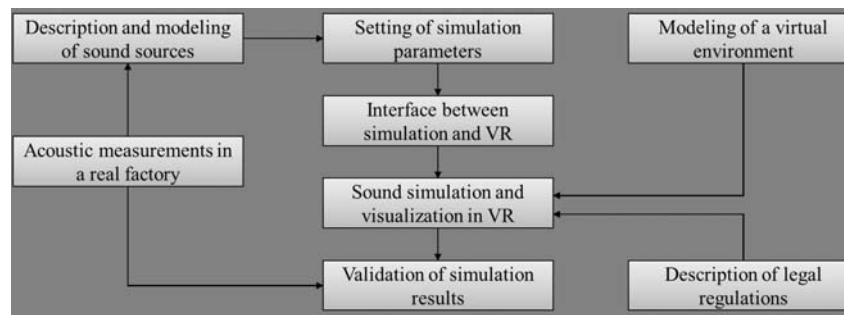 Description and modeling
of sound sources
Setting of simulation
parameters
Modeling of a virtual
environment
Interface between
simulation and VR
Acoustic measurements in
a real factory
Sound simulation and
visualization in VR
Validation of simulation
results
Description of legal
regulations